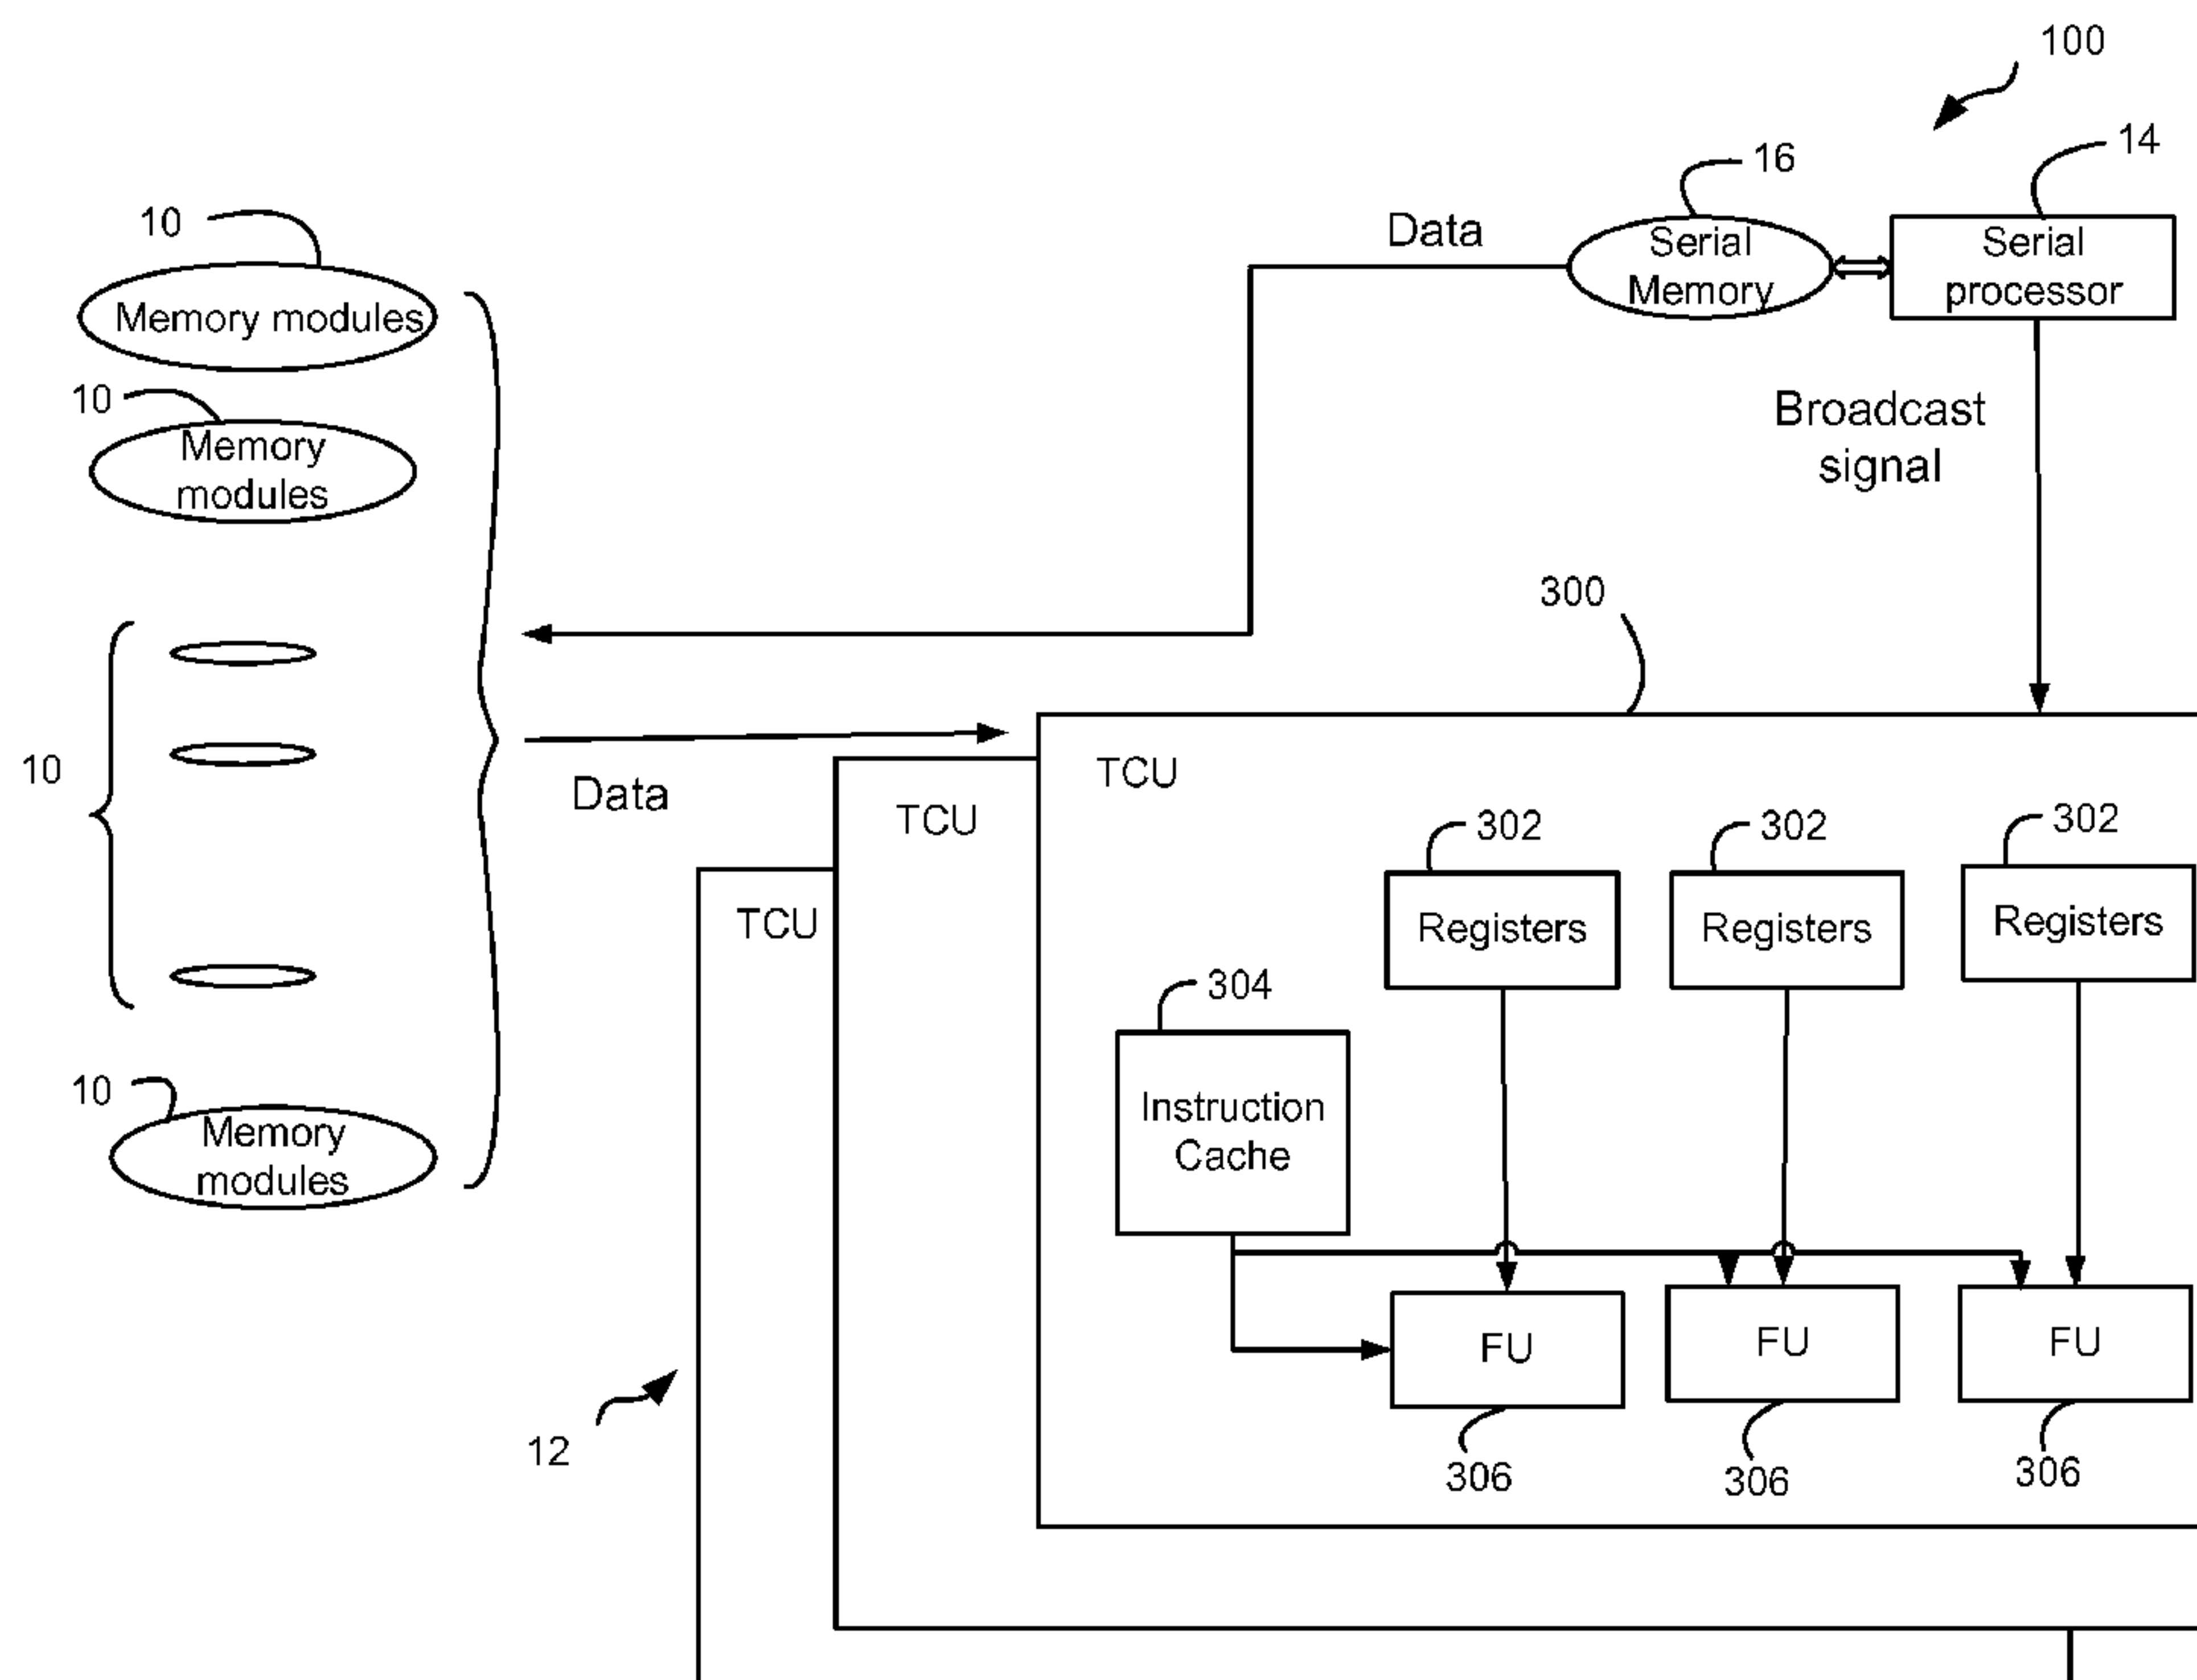 100
14
16
Data
Serial
Memory
Serial
processor
10
Memory modules
10
Memory
modules
Broadcast
signal
300
10
Data
TCU
TCU
TCU
302
302
302
Registers
Registers
Registers
304
Instruction
Cache
10
Memory
modules
FU
FU
FU
12
306
306
306